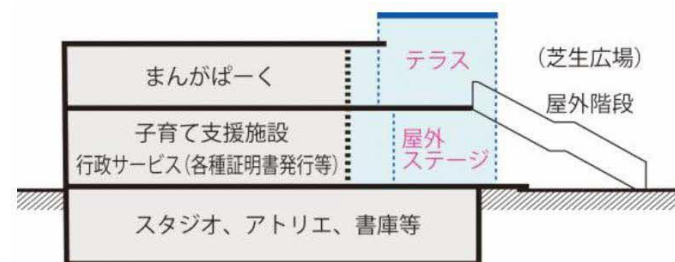 テラス
(芝生広場)
まんがぱーく
屋外階段
子育て支援施設
行政サービス(各種証明書発行等)
屋外
ステージ
スタジオ、アトリエ、書庫等